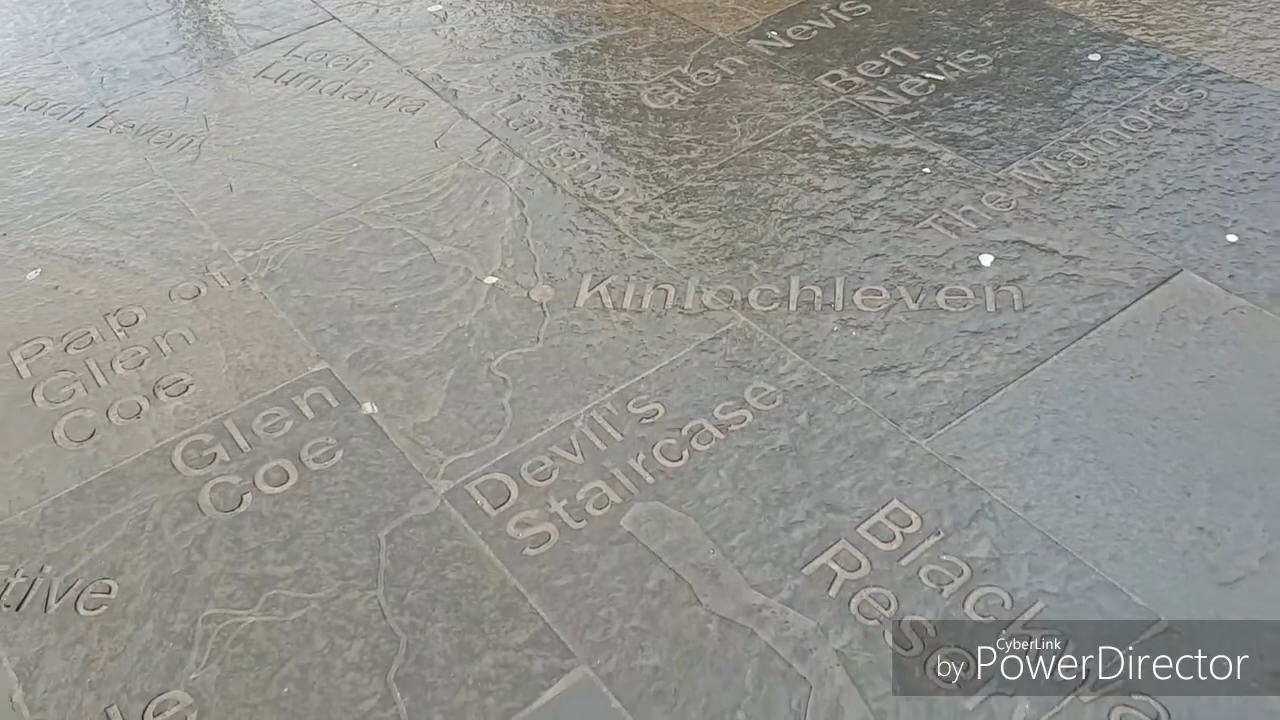 Glen Nevis
Ben
Nevis
Loch
Lundavra
Loch Leven
Lairigmor
The Mamores
Kinlochleven
Pap of
Glen
Coe
Glen
Coe
Devil's
Staircase
tive
CyberLink
by PowerDirector